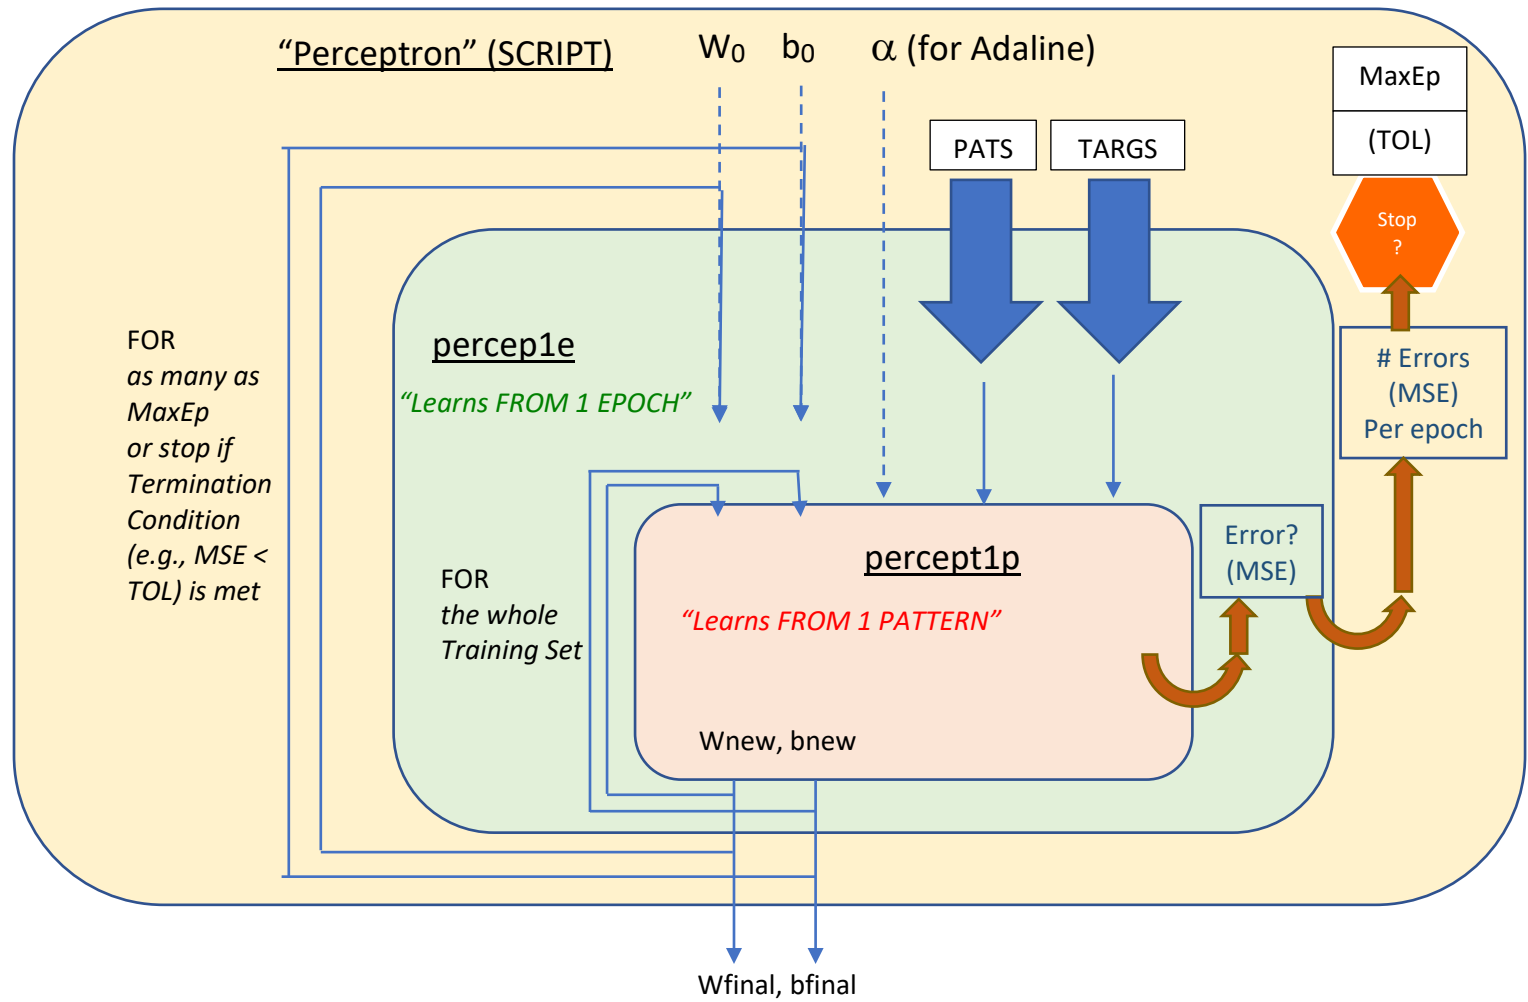 “Perceptron” (SCRIPT)
W₀
b₀
α (for Adaline)
MaxEp
(TOL)
PATS
TARGS
Stop
?
percep1e
“Learns FROM 1 EPOCH”
FOR
as many as
MaxEp
or stop if
Termination
Condition
(e.g., MSE <
TOL) is met
# Errors
(MSE)
Per epoch
Error?
(MSE)
percept1p
“Learns FROM 1 PATTERN”
FOR
the whole
Training Set
Wnew, bnew
Wfinal, bfinal